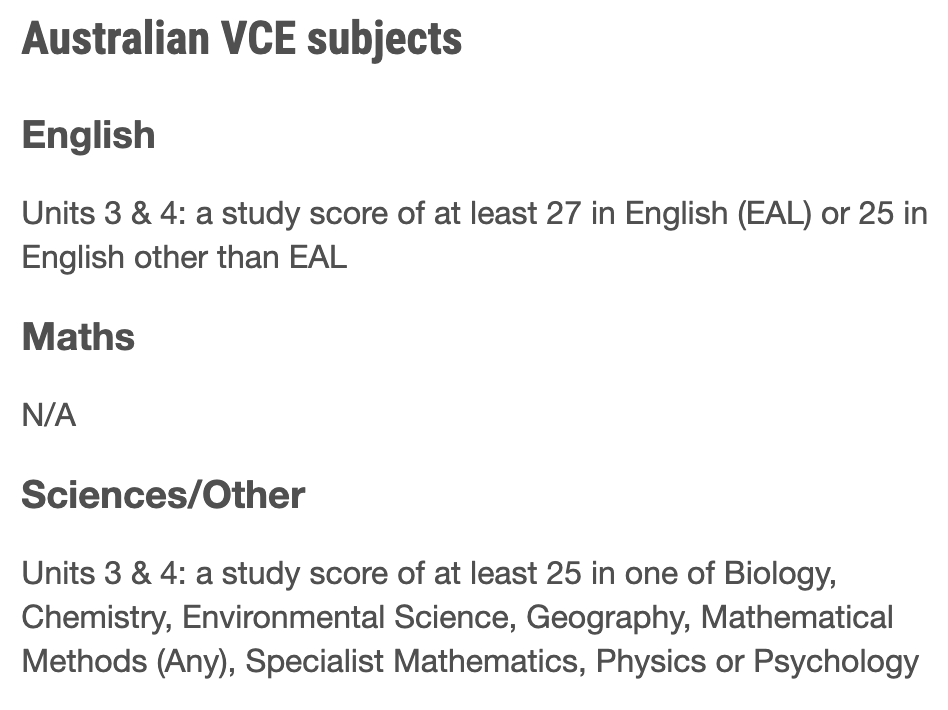 Australian VCE subjects
English
Units 3 & 4: a study score of at least 27 in English (EAL) or 25 in
English other than EAL
Maths
N/A
Sciences/Other
Units 3 & 4: a study score of at least 25 in one of Biology,
Chemistry, Environmental Science, Geography, Mathematical
Methods (Any), Specialist Mathematics, Physics or Psychology